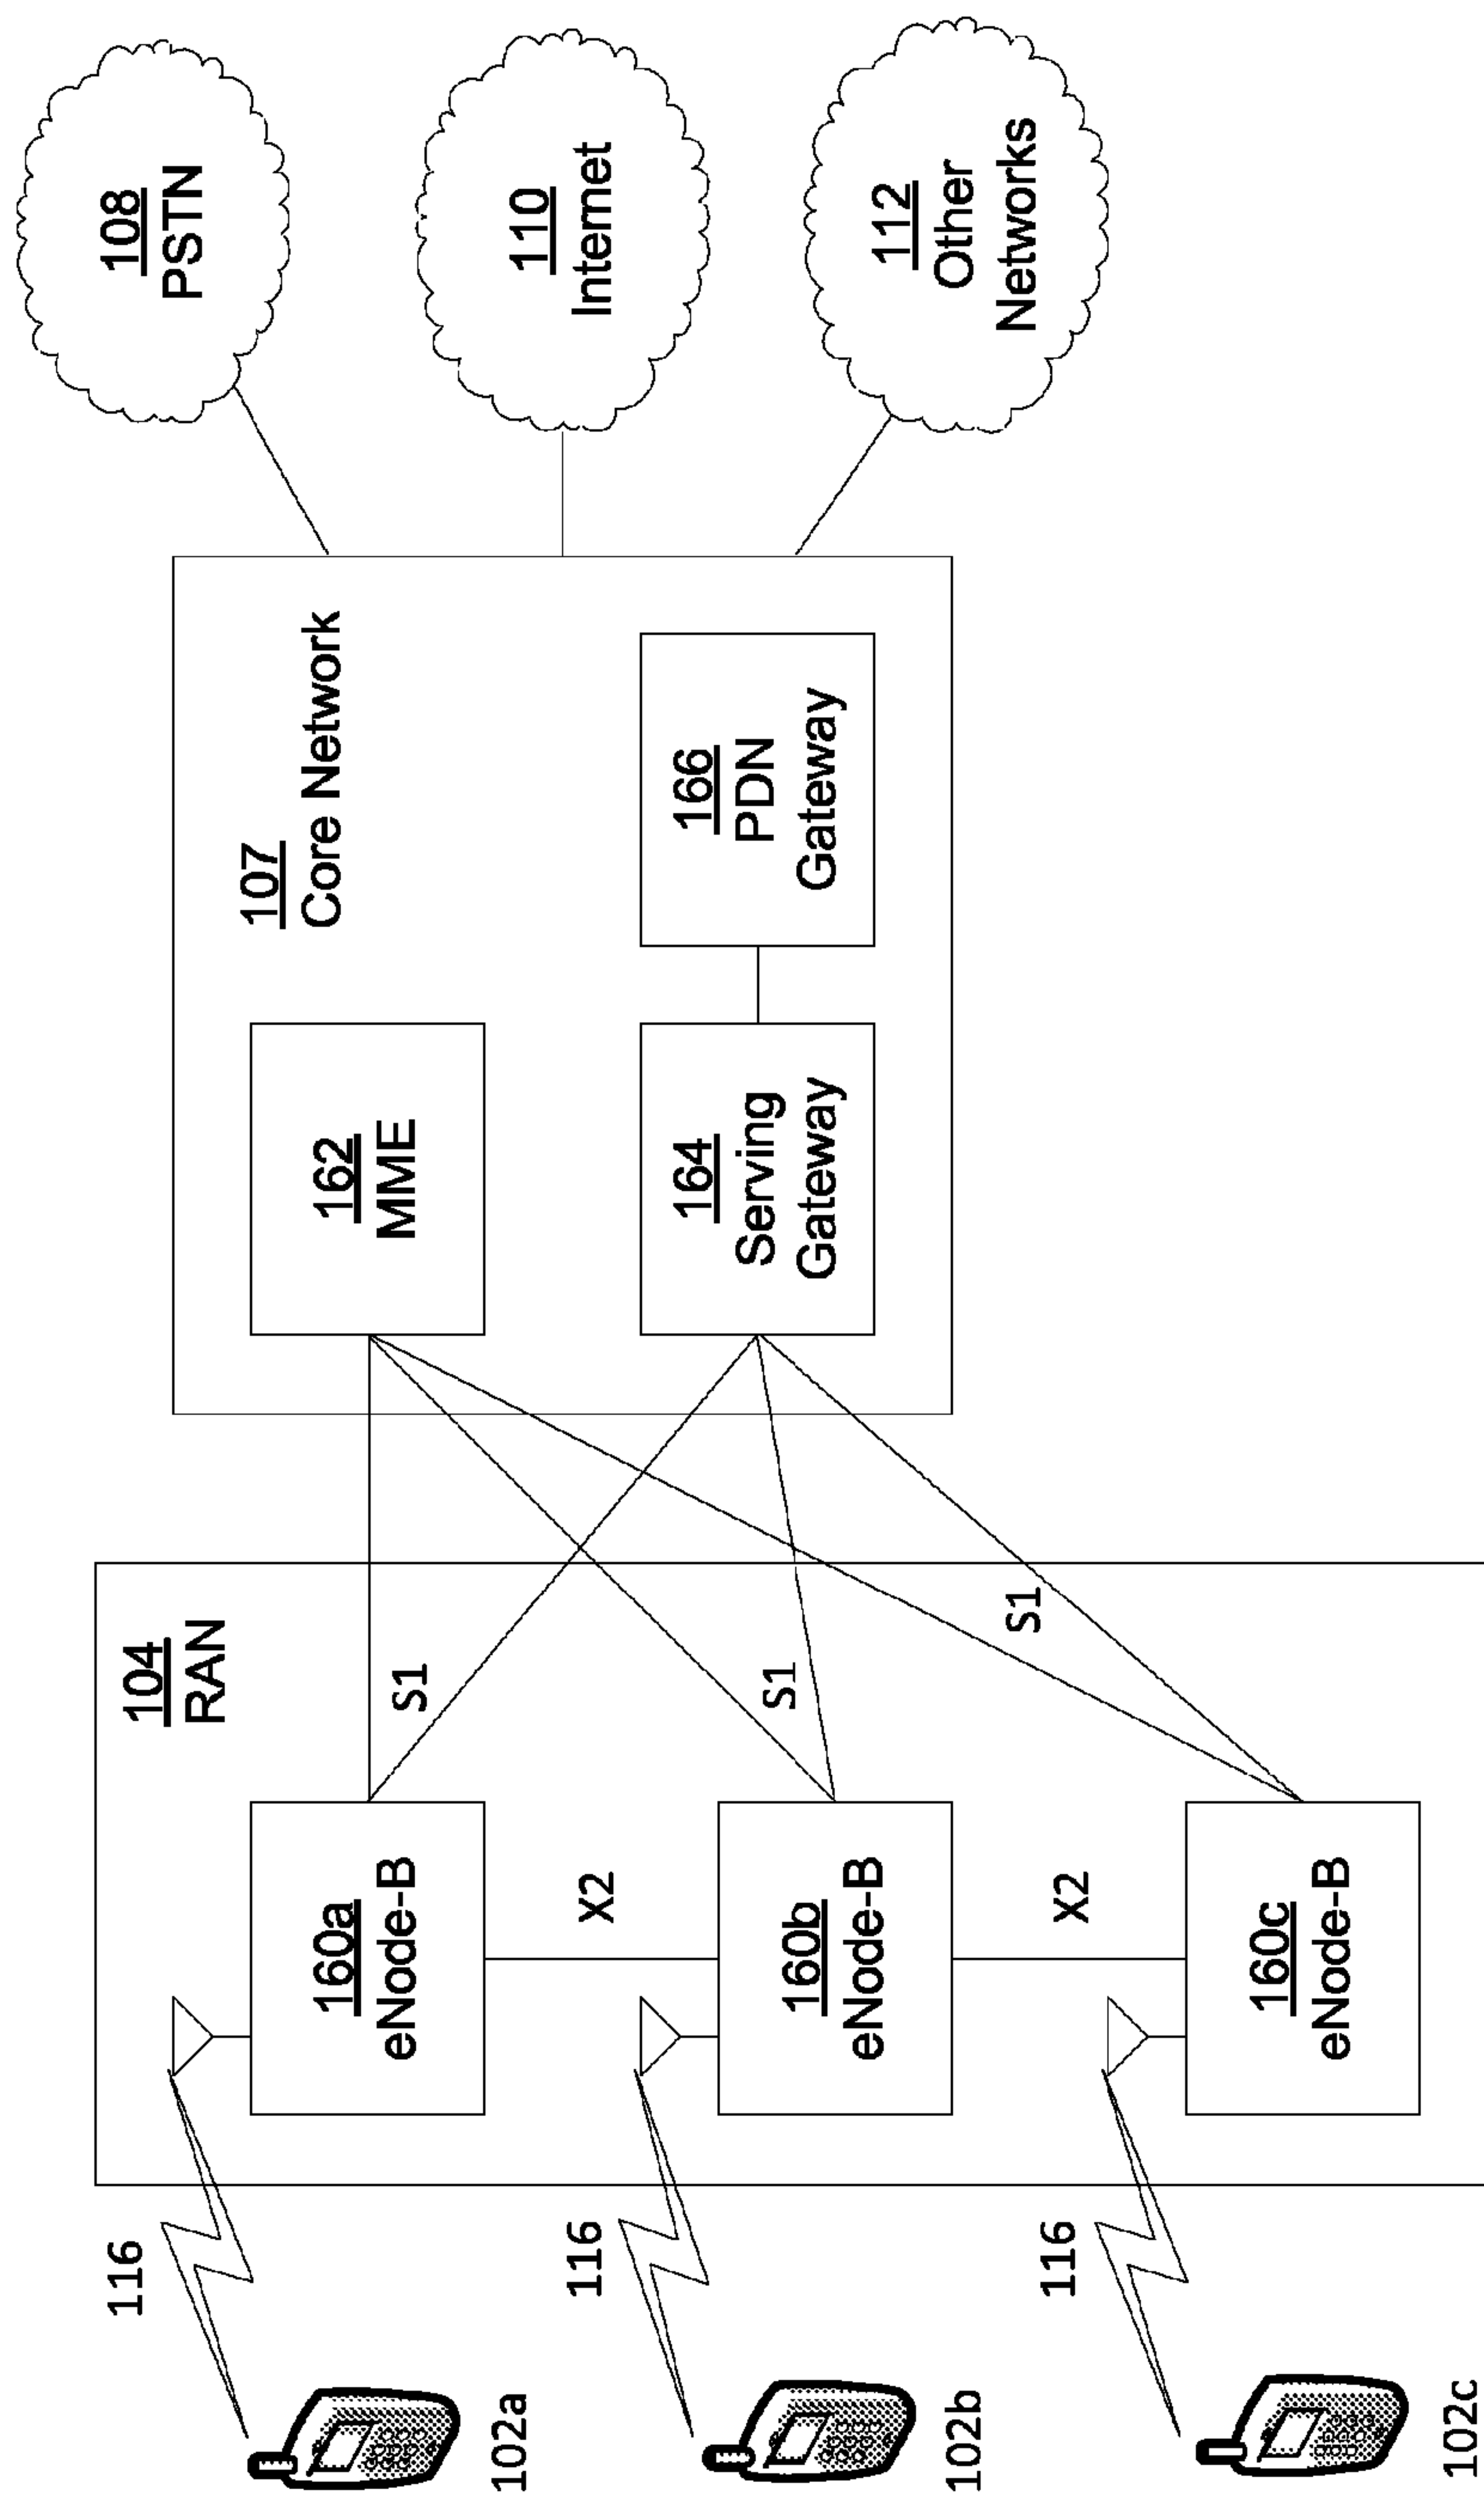 102a
116
102b
116
102c
116
104
RAN
160a
eNode-B
X2
160b
eNode-B
X2
160c
eNode-B
S1
S1
S1
107
Core Network
162
MME
164
Serving
Gateway
166
PDN
Gateway
108
PSTN
110
Internet
112
Other
Networks